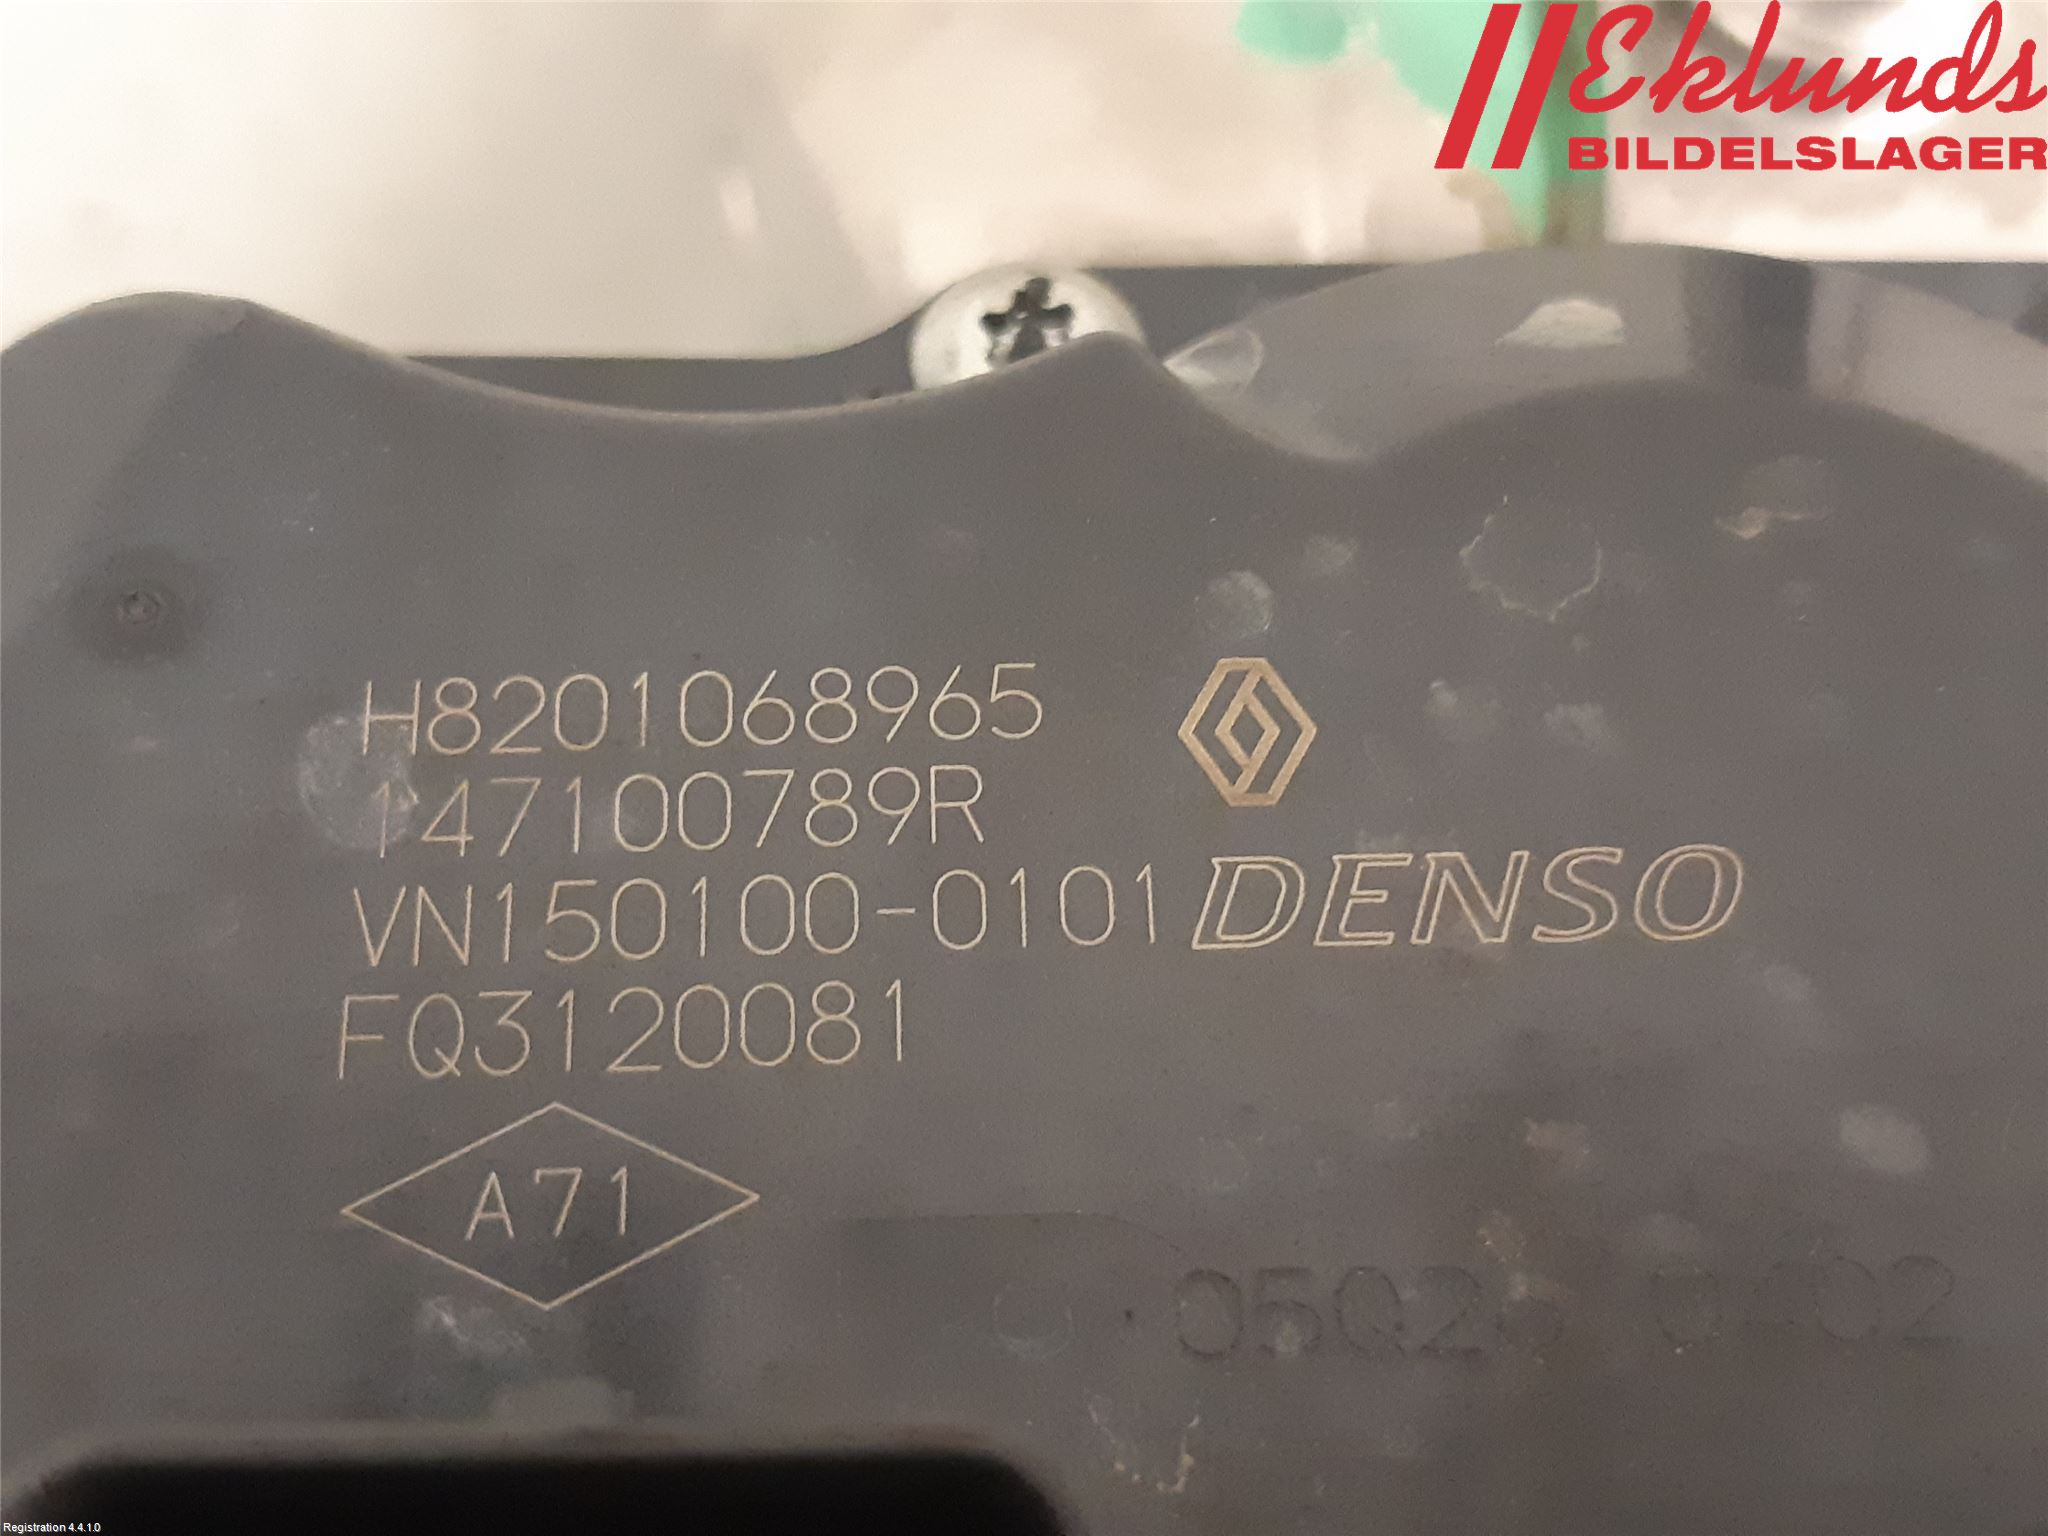 Eklunds
BILDELSLAGER
H8201068965
147100789R
VN150100-0101 DENSO
FQ3120081
A71
Registration 4.4.1.0